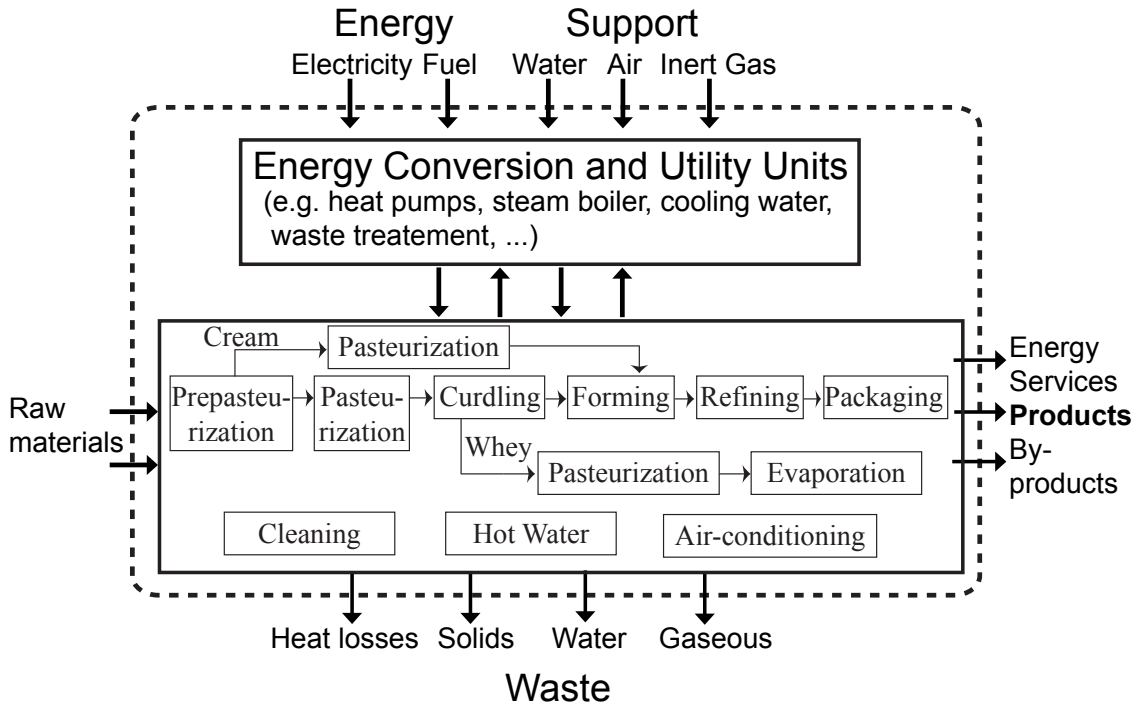 Energy Support
Electricity Fuel Water Air Inert Gas
Energy Conversion and Utility Units
(e.g. heat pumps, steam boiler, cooling water,
waste treatement, ...)
Cream
Pasteurization
Prepasteu-
rization
Pasteu-
rization
Curdling
Forming
Refining
Packaging
Whey
Pasteurization
Evaporation
Cleaning
Hot Water
Air-conditioning
Raw
materials
Energy
Services
Products
By-
products
Heat losses Solids Water Gaseous
Waste